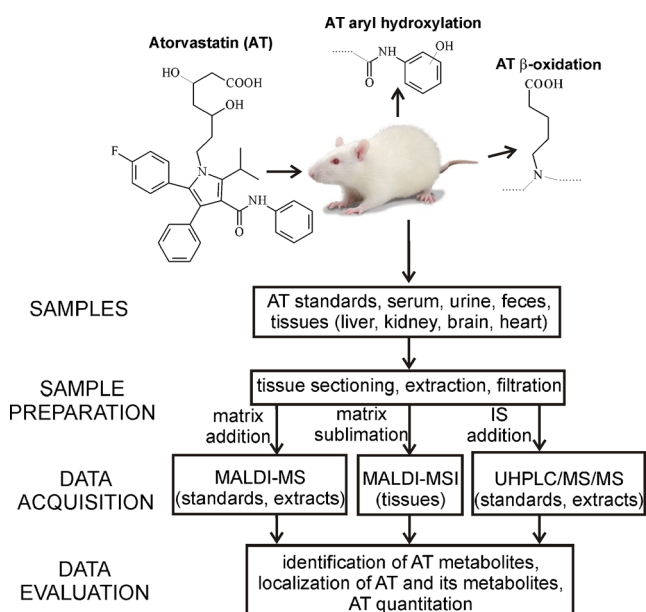 Atorvastatin (AT)
HO
COOH
OH
F
N
NH
O
AT aryl hydroxylation
NH
OH
O
AT β-oxidation
COOH
N
SAMPLES
AT standards, serum, urine, feces,
tissues (liver, kidney, brain, heart)
SAMPLE
PREPARATION
tissue sectioning, extraction, filtration
matrix
addition
matrix
sublimation
IS
addition
DATA
ACQUISITION
MALDI-MS
(standards, extracts)
MALDI-MSI
(tissues)
UHPLC/MS/MS
(standards, extracts)
DATA
EVALUATION
identification of AT metabolites,
localization of AT and its metabolites,
AT quantitation